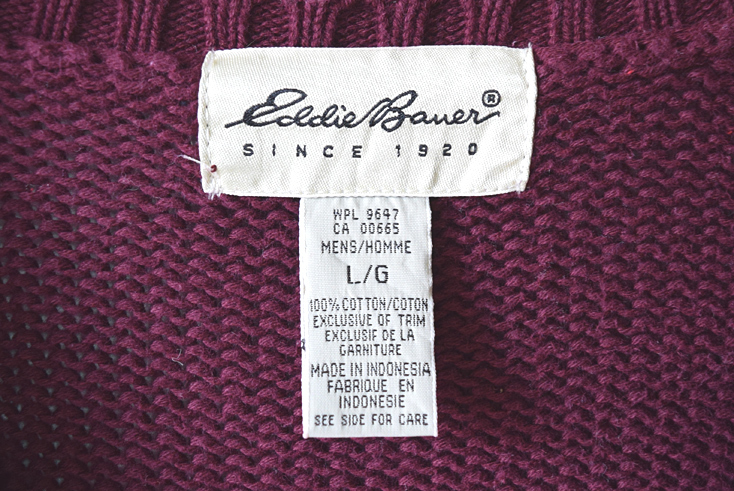 Eddie Bauer®
SINCE 1920
WPL 9647
CA 00665
MENS/HOMME
L/G
100% COTTON/COTON
EXCLUSIVE OF TRIM
EXCLUSIF DE LA
GARNITURE
MADE IN INDONESIA
FABRIQUE EN
INDONESIE
SEE SIDE FOR CARE